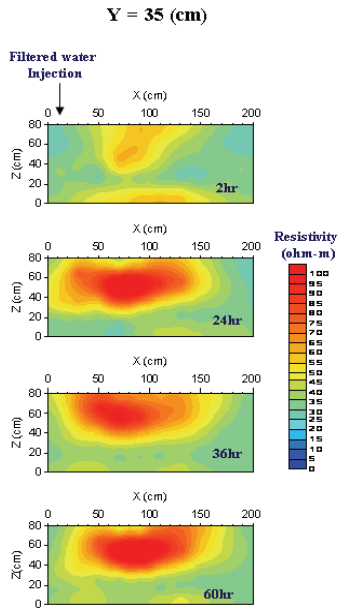 Y = 35 (cm)
Filtered water
Injection
X (cm)
0 50 100 150 200
80
60
40
20
0
Z (cm)
2hr
X (cm)
0 50 100 150 200
80
60
40
20
0
Z (cm)
24hr
X (cm)
0 50 100 150 200
80
60
40
20
0
Z (cm)
36hr
X (cm)
0 50 100 150 200
80
60
40
20
0
Z(cm)
60hr
Resistivity
(ohm-m)
100
95
90
85
80
75
70
65
60
55
50
45
40
35
30
25
20
15
10
5
0